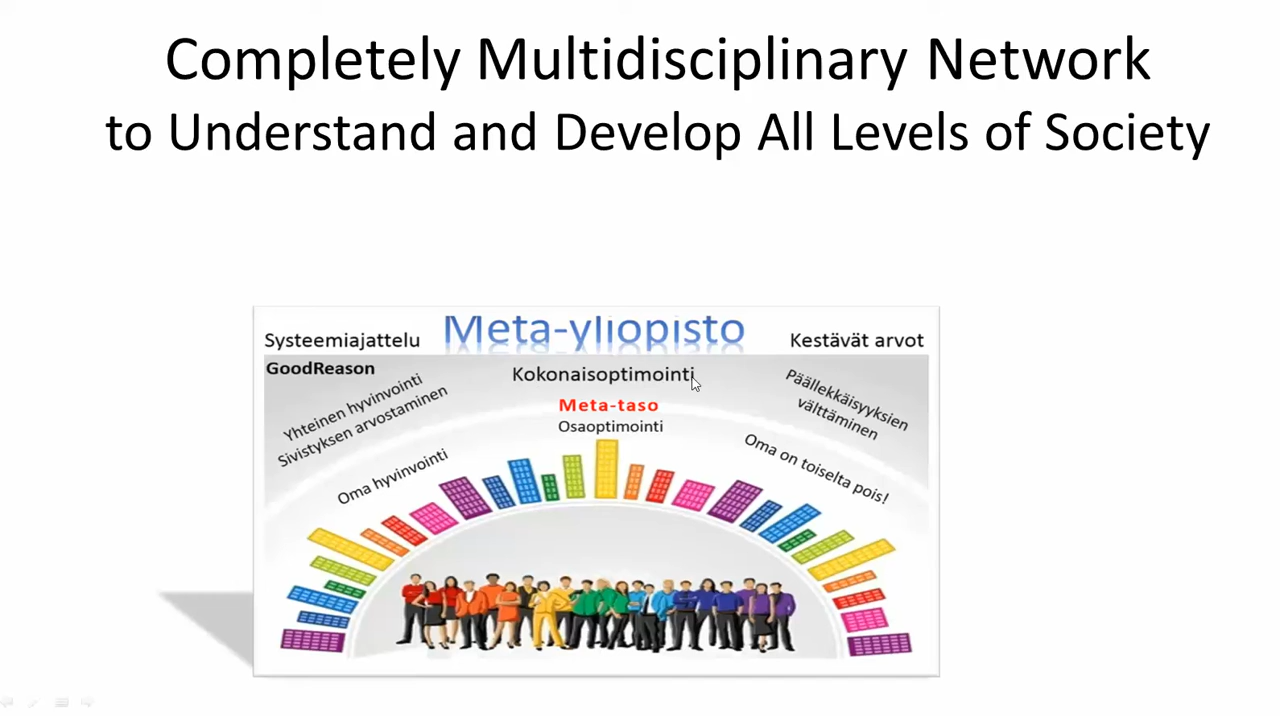 Completely Multidisciplinary Network
to Understand and Develop All Levels of Society
Systeemiajattelu
Meta-yliopisto
Kestävät arvot
GoodReason
Kokonaisoptimointi
Meta-taso
Osaoptimointi
Yhteinen hyvinvointi
Sivistyksen arvostaminen
Oma hyvinvointi
Päällekkäisyyksien
välttäminen
Oma on toiselta pois!